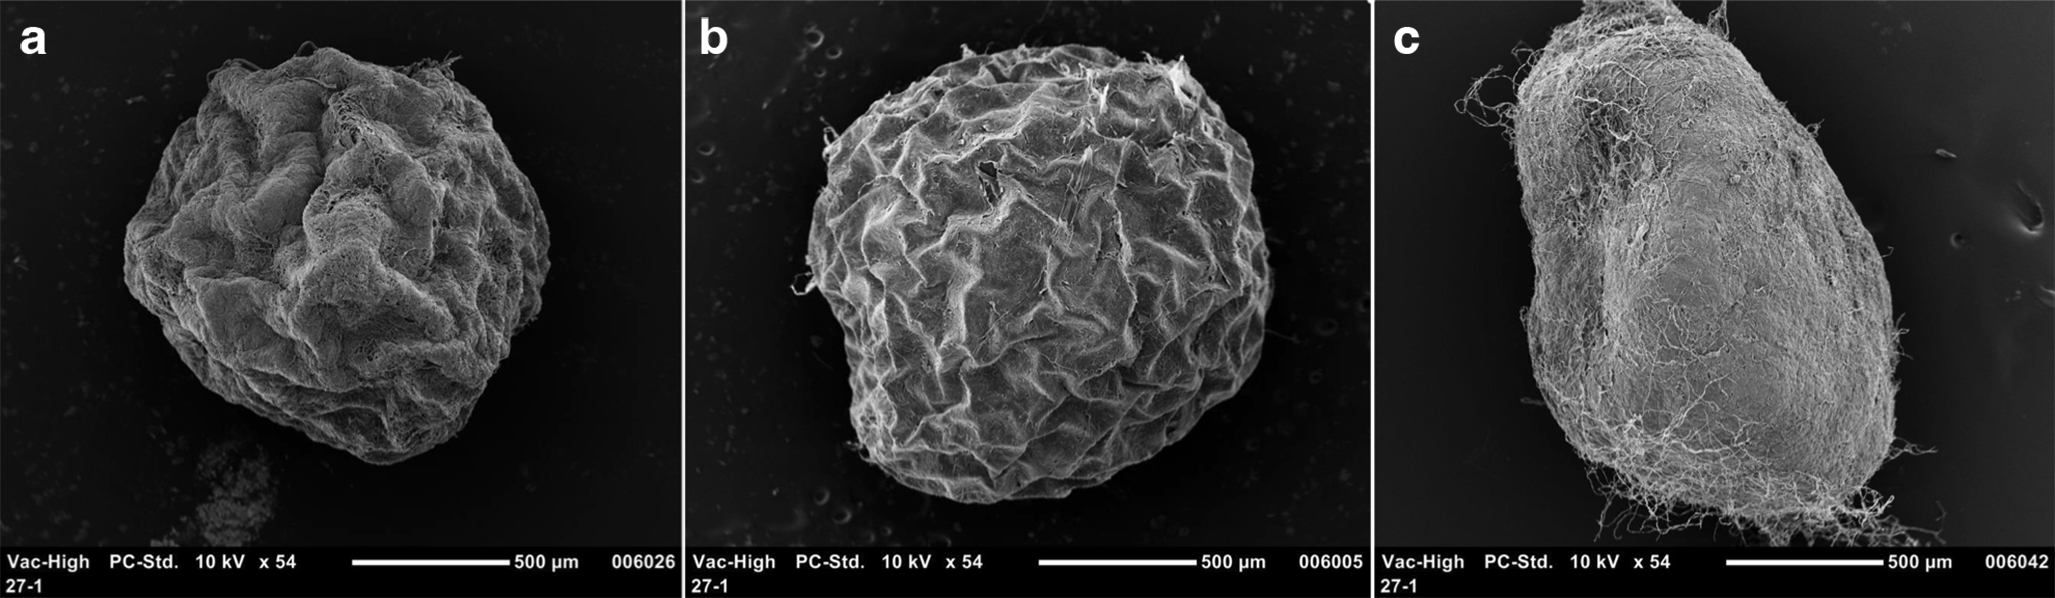 a
b
c
Vac-High PC-Std. 10 kV x 54 500 µm 006026
27-1
Vac-High PC-Std. 10 kV x 54 500 µm 006005
27-1
Vac-High PC-Std. 10 kV x 54 500 µm 006042
27-1